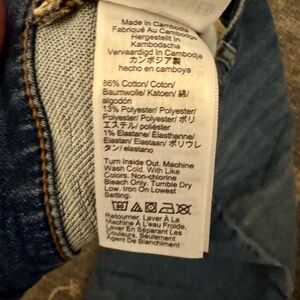 Made In Cambodia
Fabriqué Au Cambodge
Hergestellt In
Kambodscha
Vervaardigd In Cambodja
カンボジア製
hecho en camboya
86% Cotton/ Coton/
Baumwolle/ Katoen/ 綿/
algodón
13% Polyester/ Polyester/
Polyester/ Polyester/ ポリ
エステル/ poliéster
1% Elastane/ Élasthanne/
Elastan/ Elastaan/ ポリウレ
タン/ elastano
Turn Inside Out. Machine
Wash Cold. With Like
Colors. Non-chlorine
Bleach Only. Tumble Dry
Low. Iron On Lowest
Setting.
Retourner. Laver À La
Machine À L'eau Froide.
Laver En Séparant Les
Couleurs. Seulement
Agent De Blanchiment